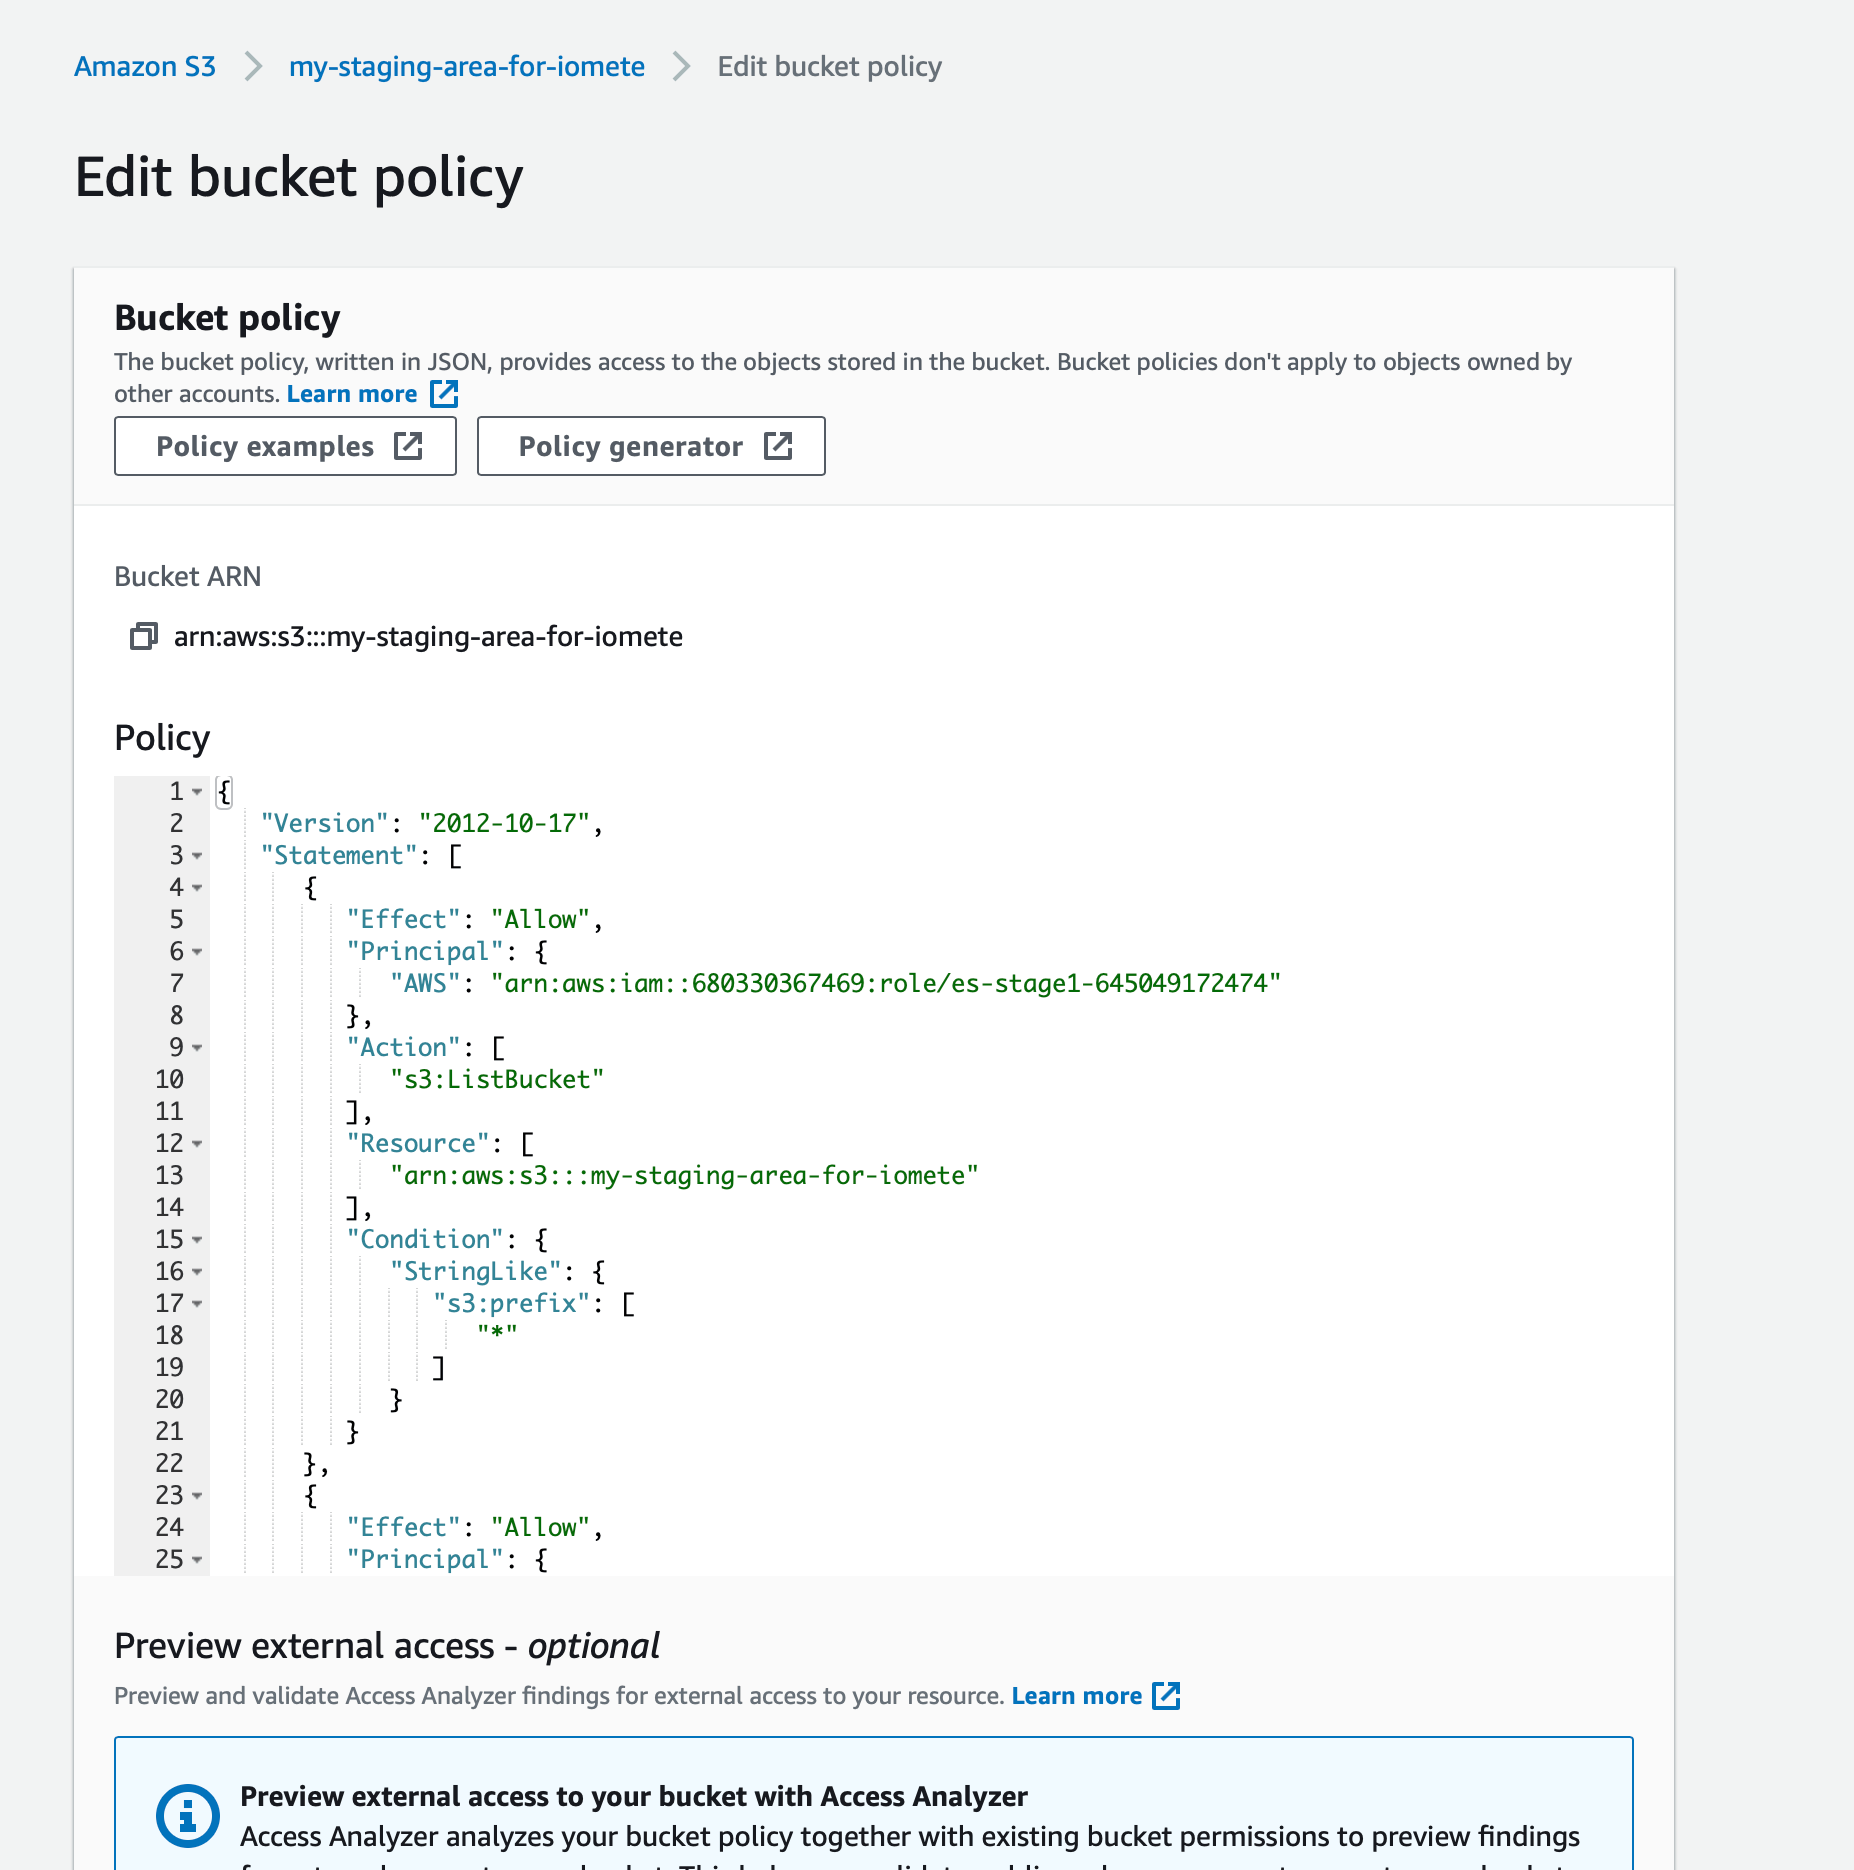 Amazon S3 > my-staging-area-for-iomete > Edit bucket policy
Edit bucket policy
Bucket policy
The bucket policy, written in JSON, provides access to the objects stored in the bucket. Bucket policies don't apply to objects owned by
other accounts. Learn more
Policy examples Policy generator
Bucket ARN
arn:aws:s3:::my-staging-area-for-iomete
Policy
1 {
2 "Version": "2012-10-17",
3 "Statement": [
4 {
5 "Effect": "Allow",
6 "Principal": {
7 "AWS": "arn:aws:iam::680330367469:role/es-stage1-645049172474"
8 },
9 "Action": [
10 "s3:ListBucket"
11 ],
12 "Resource": [
13 "arn:aws:s3:::my-staging-area-for-iomete"
14 ],
15 "Condition": {
16 "StringLike": {
17 "s3:prefix": [
18 "*"
19 ]
20 }
21 }
22 },
23 {
24 "Effect": "Allow",
25 "Principal": {
Preview external access - optional
Preview and validate Access Analyzer findings for external access to your resource. Learn more
Preview external access to your bucket with Access Analyzer
Access Analyzer analyzes your bucket policy together with existing bucket permissions to preview findings